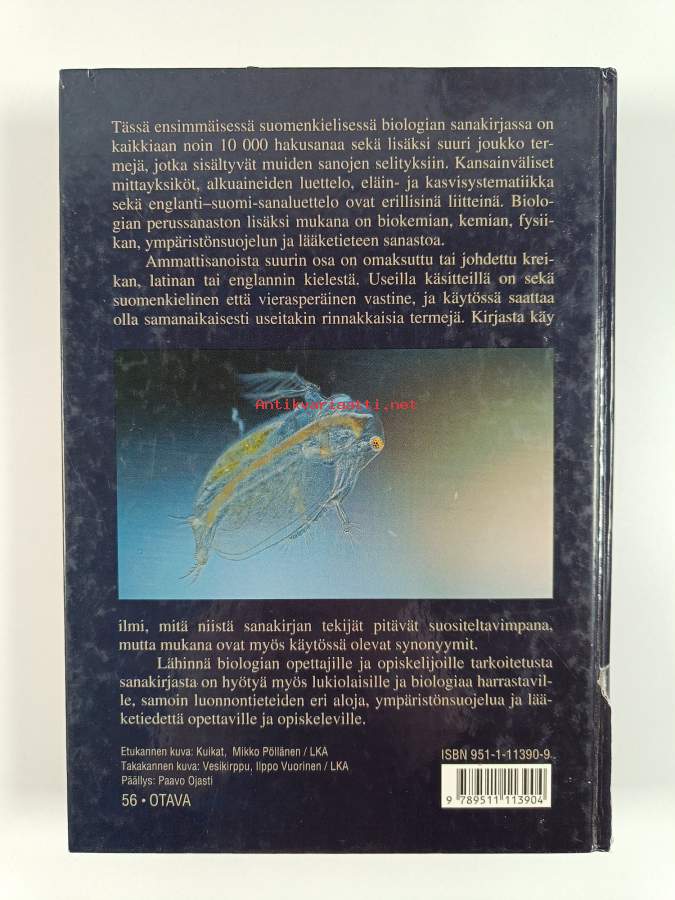 Tässä ensimmäisessä suomenkielisessä biologian sanakirjassa on
kaikkiaan noin 10 000 hakusanaa sekä lisäksi suuri joukko ter-
mejä, jotka sisältyvät muiden sanojen selityksiin. Kansainväliset
mittayksiköt, alkuaineiden luettelo, eläin- ja kasvisystematiikka
sekä englanti–suomi-sanaluettelo ovat erillisinä liitteinä. Biolo-
gian perussanaston lisäksi mukana on biokemian, kemian, fysii-
kan, ympäristönsuojelun ja lääketieteen sanastoa.
Ammattisanoista suurin osa on omaksuttu tai johdettu krei-
kan, latinan tai englannin kielestä. Useilla käsitteillä on sekä
suomenkielinen että vierasperäinen vastine, ja käytössä saattaa
olla samanaikaisesti useitakin rinnakkaisia termejä. Kirjasta käy
Antikvariaatti.net
ilmi, mitä niistä sanakirjan tekijät pitävät suositeltavimpana,
mutta mukana ovat myös käytössä olevat synonyymit.
Lähinnä biologian opettajille ja opiskelijoille tarkoitetusta
sanakirjasta on hyötyä myös lukiolaisille ja biologiaa harrastavil-
le, samoin luonnontieteiden eri aloja, ympäristönsuojelua ja lää-
ketiedettä opettaville ja opiskeleville.
Etukannen kuva: Kuikat, Mikko Pöllänen / LKA
Takakannen kuva: Vesikirppu, Ilppo Vuorinen / LKA
Päällys: Paavo Ojasti
56 • OTAVA
ISBN 951-1-11390-9
9 789511 113904